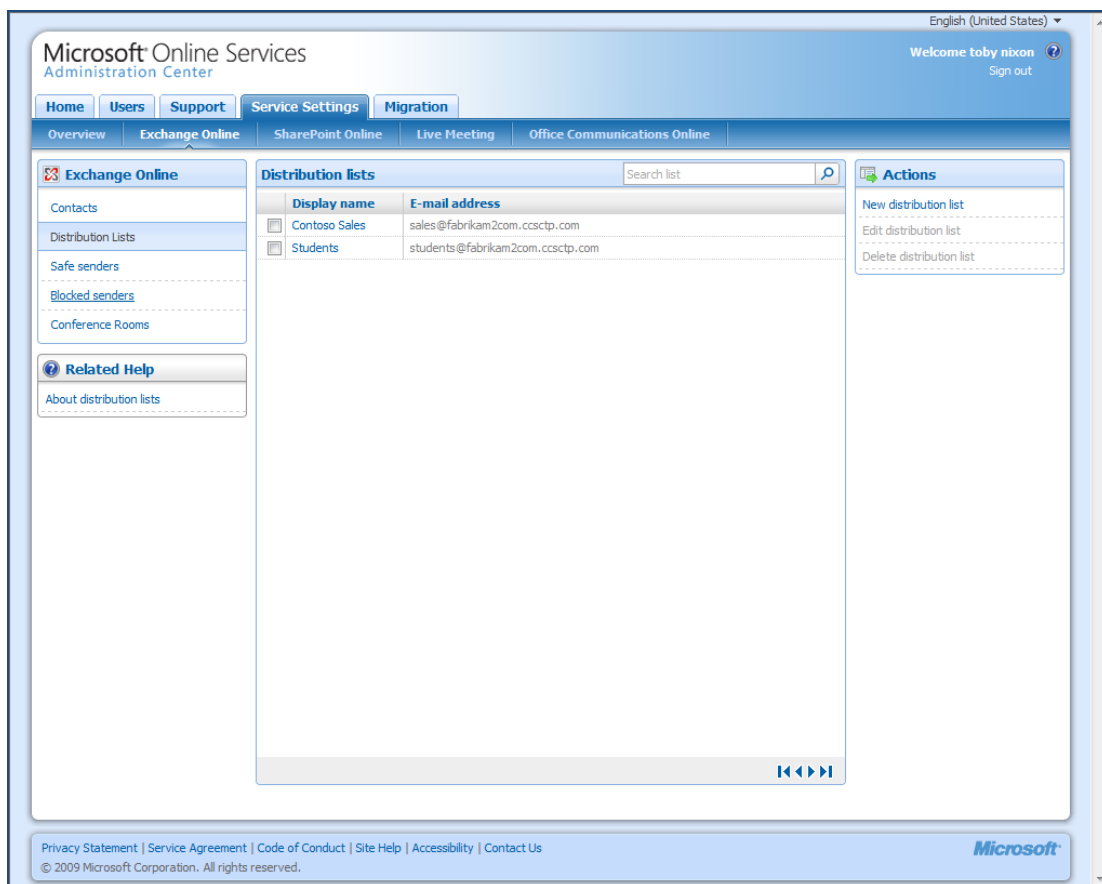 English (United States)
Microsoft Online Services
Administration Center
Welcome toby nixon
Sign out
Home Users Support Service Settings Migration
Overview Exchange Online SharePoint Online Live Meeting Office Communications Online
Exchange Online
Contacts
Distribution Lists
Safe senders
Blocked senders
Conference Rooms
Related Help
About distribution lists
Distribution lists Search list
Display name E-mail address
Contoso Sales sales@fabrikam2com.ccsctp.com
Students students@fabrikam2com.ccsctp.com
Actions
New distribution list
Edit distribution list
Delete distribution list
Privacy Statement | Service Agreement | Code of Conduct | Site Help | Accessibility | Contact Us
© 2009 Microsoft Corporation. All rights reserved.
Microsoft